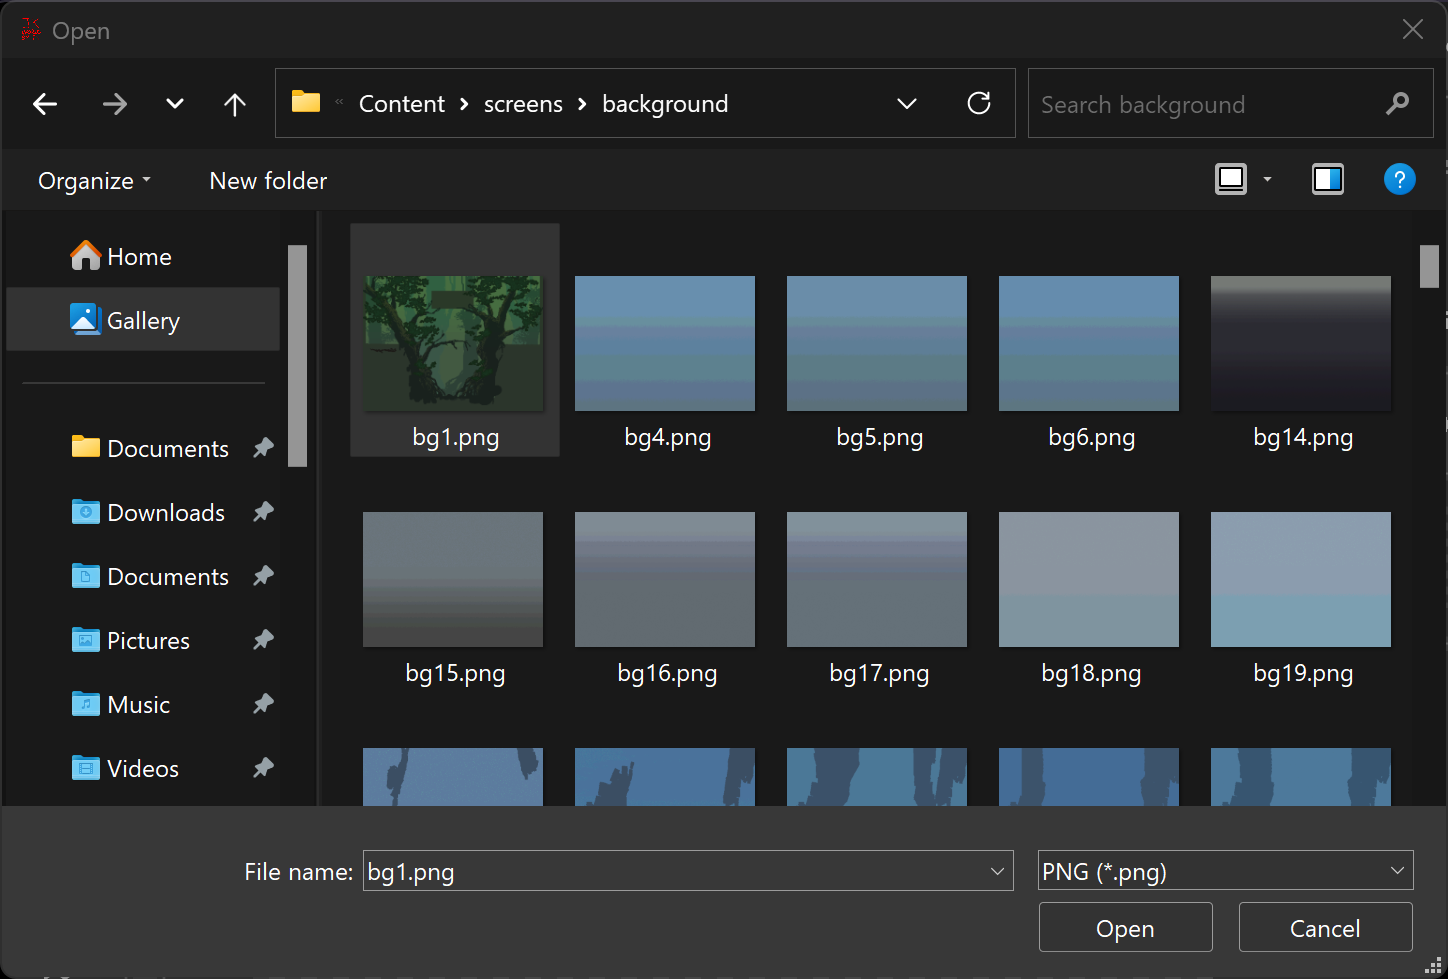 Open
« Content > screens > background
Search background
Organize
New folder
?
Home
Gallery
Documents
Downloads
Documents
Pictures
Music
Videos
bg1.png
bg4.png
bg5.png
bg6.png
bg14.png
bg15.png
bg16.png
bg17.png
bg18.png
bg19.png
File name: bg1.png
PNG (*.png)
Open
Cancel